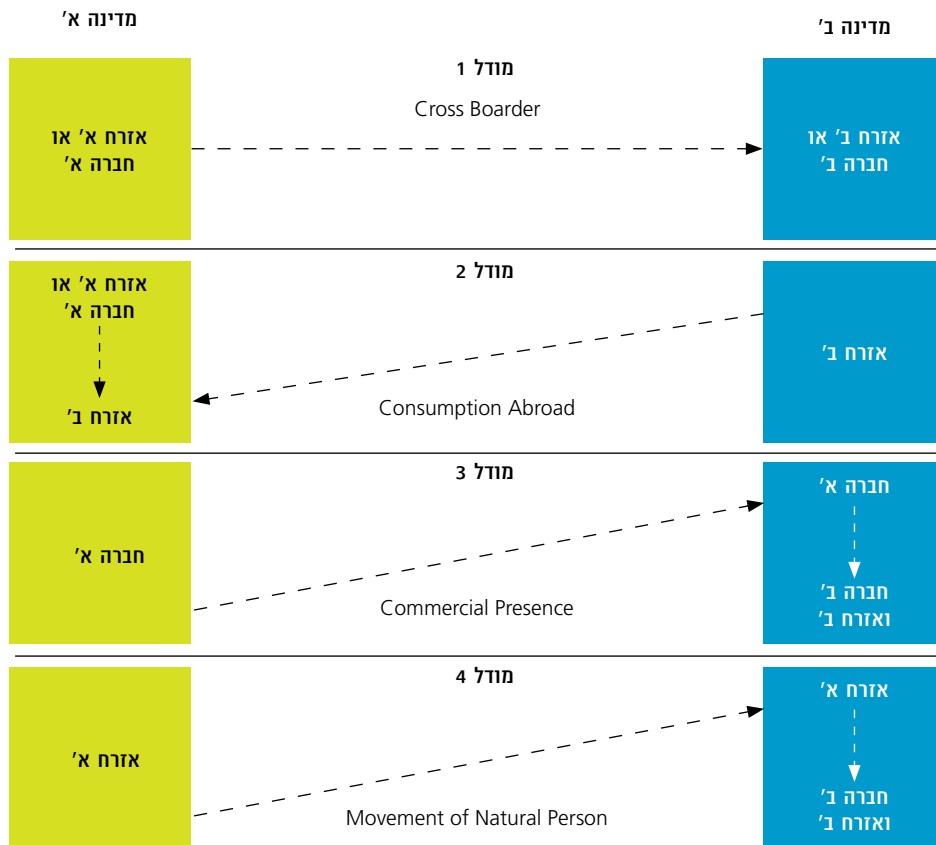 מדינה א'
מדינה ב'
מודל 1
Cross Boarder
אזרח א' או
חברה א'
אזרח ב' או
חברה ב'
מודל 2
אזרח א' או
חברה א'
אזרח ב'
Consumption Abroad
אזרח ב'
מודל 3
חברה א'
Commercial Presence
חברה א'
חברה ב'
ואזרח ב'
מודל 4
אזרח א'
Movement of Natural Person
אזרח א'
חברה ב'
ואזרח ב'